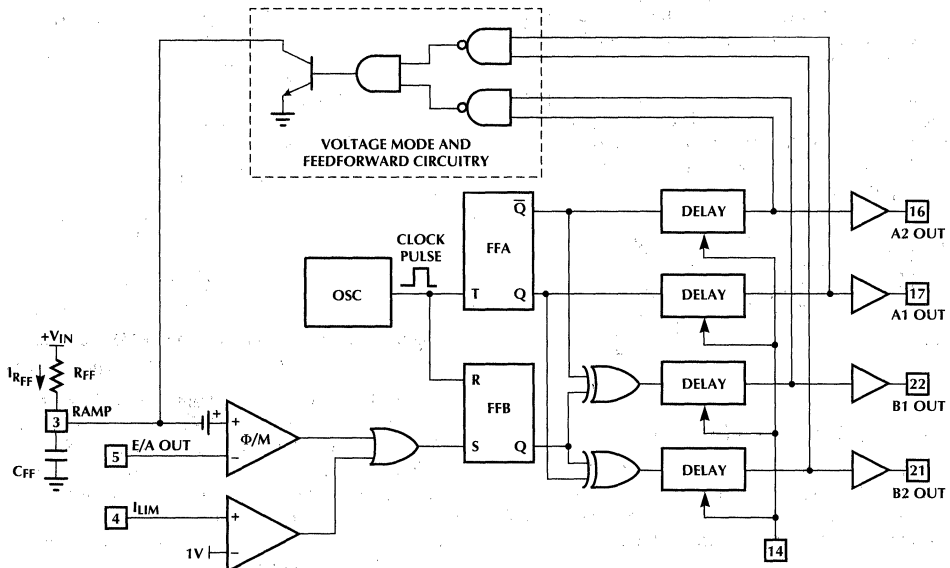 VOLTAGE MODE AND
FEEDFORWARD CIRCUITRY
Q̅
DELAY
16
A2 OUT
CLOCK
PULSE
FFA
OSC
T
Q
DELAY
17
A1 OUT
+VIN
IRFF
RFF
R
DELAY
22
B1 OUT
3
RAMP
+
+
Φ/M
FFB
5
E/A OUT
−
S
Q
DELAY
21
B2 OUT
CFF
4
ILIM
+
1V
−
14